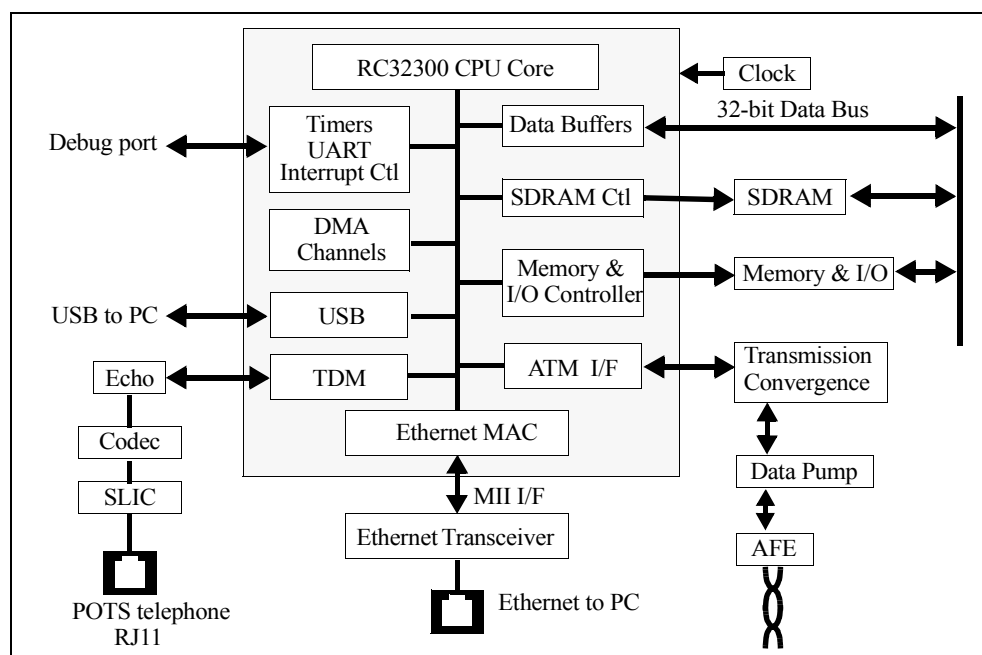 RC32300 CPU Core
Clock
32-bit Data Bus
Debug port
Timers
UART
Interrupt Ctl
Data Buffers
SDRAM Ctl
SDRAM
DMA
Channels
Memory &
I/O Controller
Memory & I/O
USB to PC
USB
Echo
TDM
ATM I/F
Transmission
Convergence
Codec
Ethernet MAC
Data Pump
SLIC
MII I/F
Ethernet Transceiver
AFE
POTS telephone
RJ11
Ethernet to PC